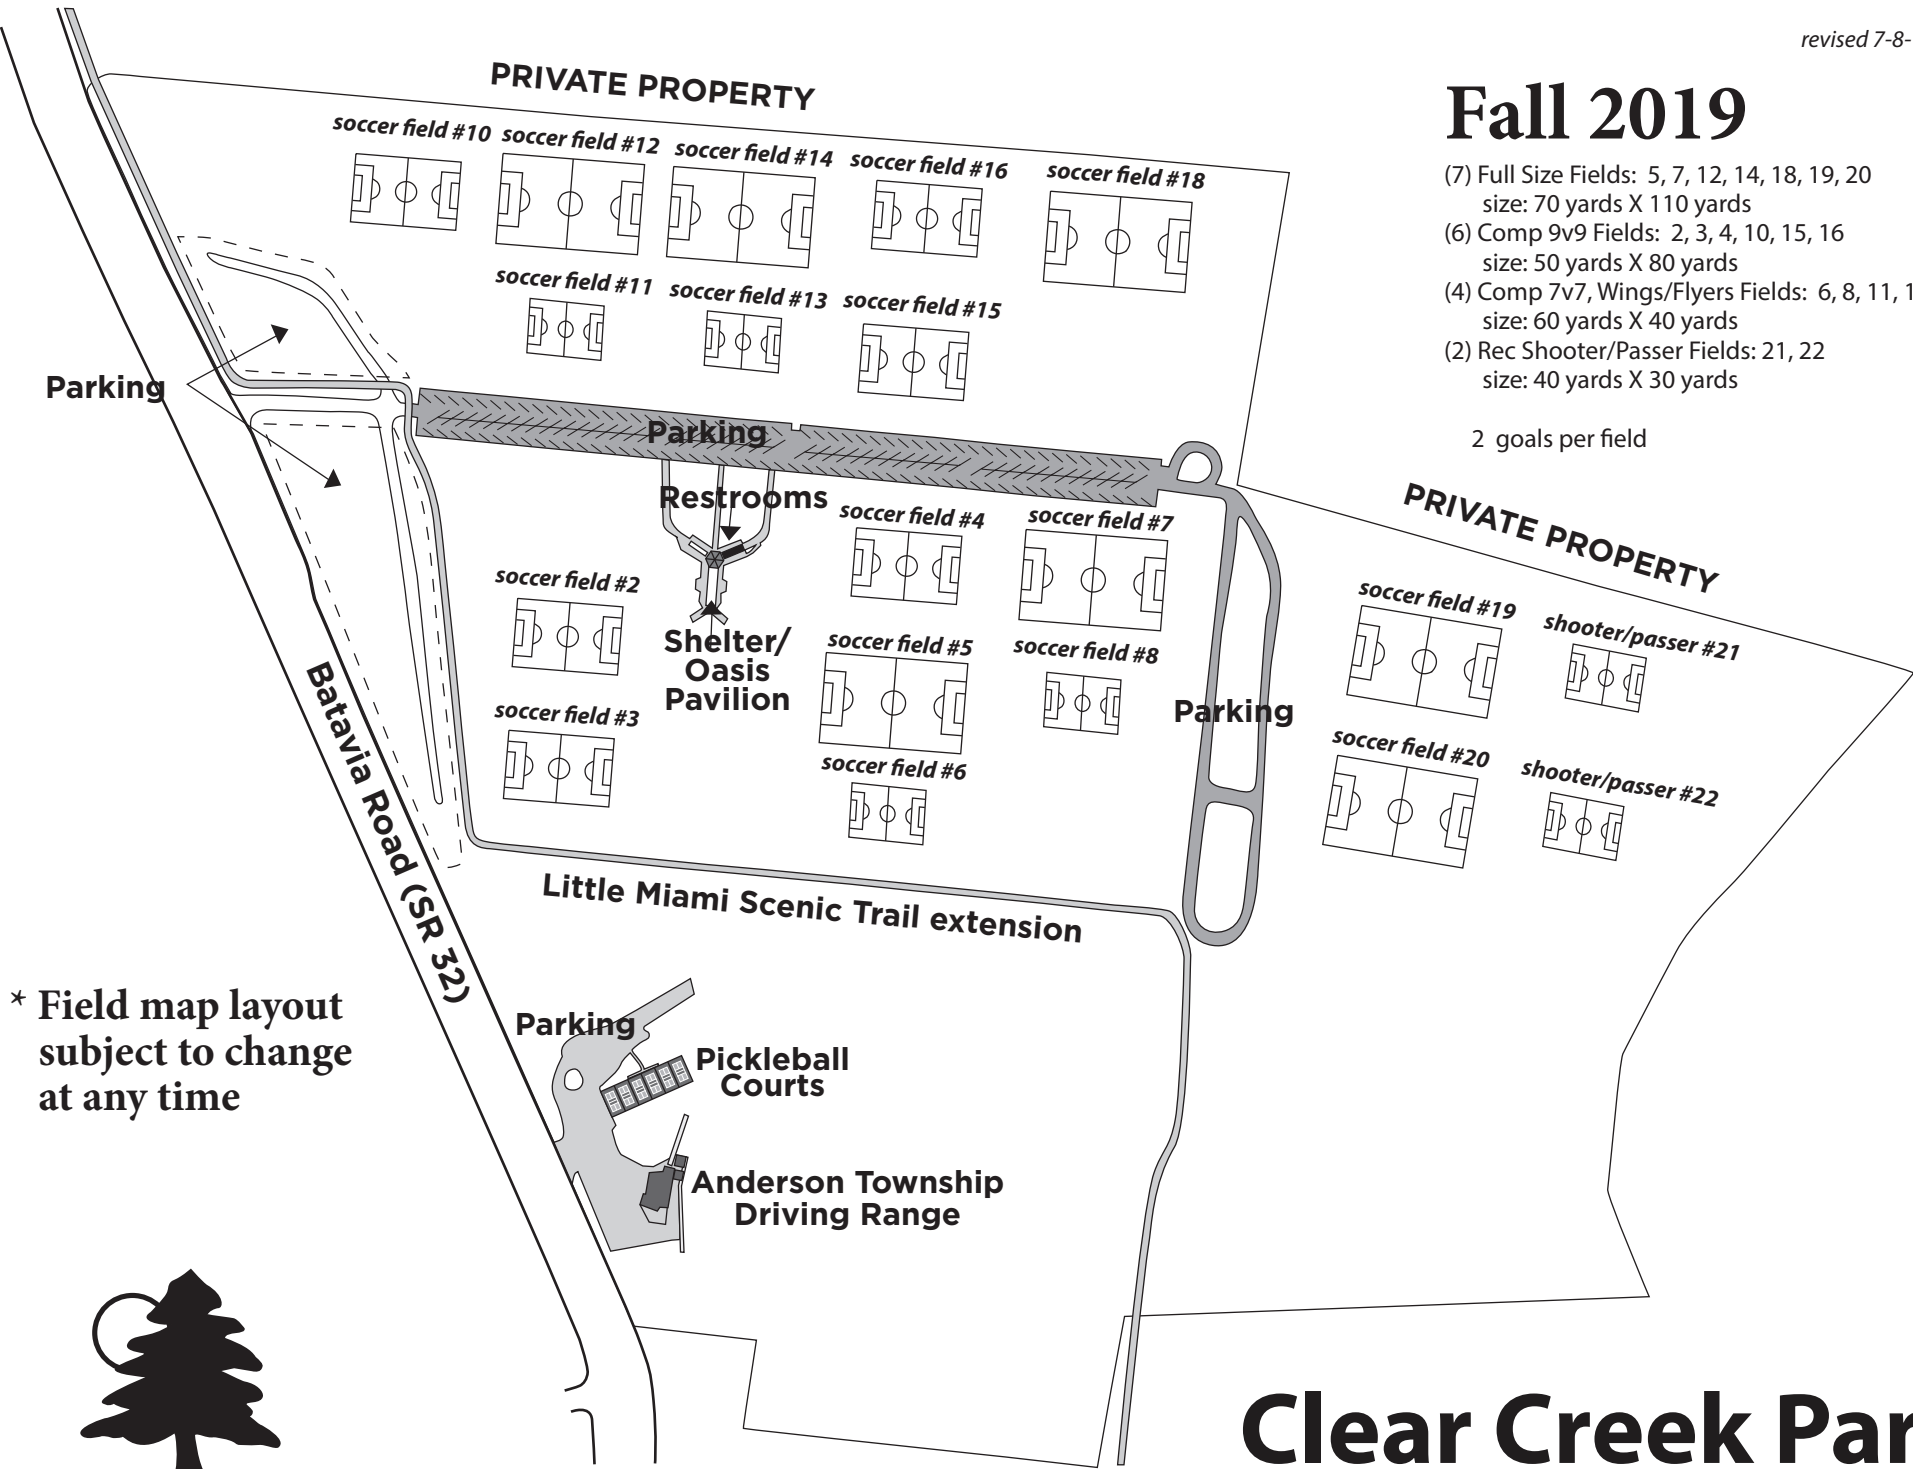 revised 7-8-
Fall 2019
(7) Full Size Fields: 5, 7, 12, 14, 18, 19, 20
size: 70 yards X 110 yards
(6) Comp 9v9 Fields: 2, 3, 4, 10, 15, 16
size: 50 yards X 80 yards
(4) Comp 7v7, Wings/Flyers Fields: 6, 8, 11, 1
size: 60 yards X 40 yards
(2) Rec Shooter/Passer Fields: 21, 22
size: 40 yards X 30 yards
2 goals per field
PRIVATE PROPERTY
soccer field #10
soccer field #12
soccer field #14
soccer field #16
soccer field #18
soccer field #11
soccer field #13
soccer field #15
Parking
Parking
Restrooms
soccer field #4
soccer field #7
PRIVATE PROPERTY
soccer field #2
Shelter/
Oasis
Pavilion
soccer field #5
soccer field #8
soccer field #19
shooter/passer #21
soccer field #3
Parking
soccer field #6
soccer field #20
shooter/passer #22
Batavia Road (SR 32)
Little Miami Scenic Trail extension
* Field map layout
subject to change
at any time
Parking
Pickleball
Courts
Anderson Township
Driving Range
Clear Creek Par